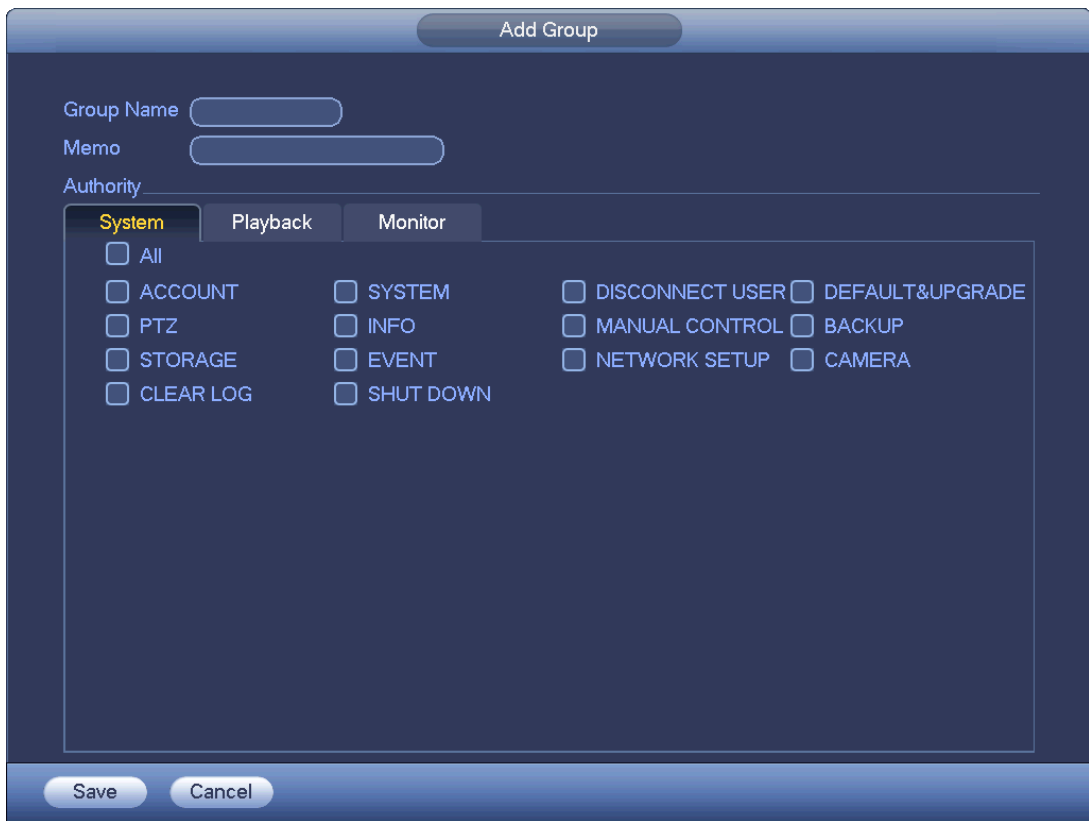 Add Group
Group Name
Memo
Authority
System Playback Monitor
All
ACCOUNT SYSTEM DISCONNECT USER DEFAULT&UPGRADE
PTZ INFO MANUAL CONTROL BACKUP
STORAGE EVENT NETWORK SETUP CAMERA
CLEAR LOG SHUT DOWN
Save Cancel